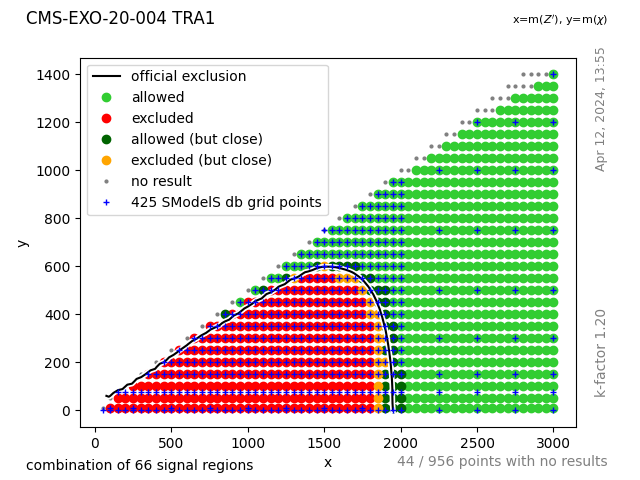 CMS-EXO-20-004 TRA1
x=m(Z'), y=m(χ)
official exclusion
allowed
excluded
allowed (but close)
excluded (but close)
no result
425 SModelS db grid points
y
1400
1200
1000
800
600
400
200
0
0 500 1000 1500 2000 2500 3000
x
Apr 12, 2024, 13:55
k-factor 1.20
combination of 66 signal regions
44 / 956 points with no results